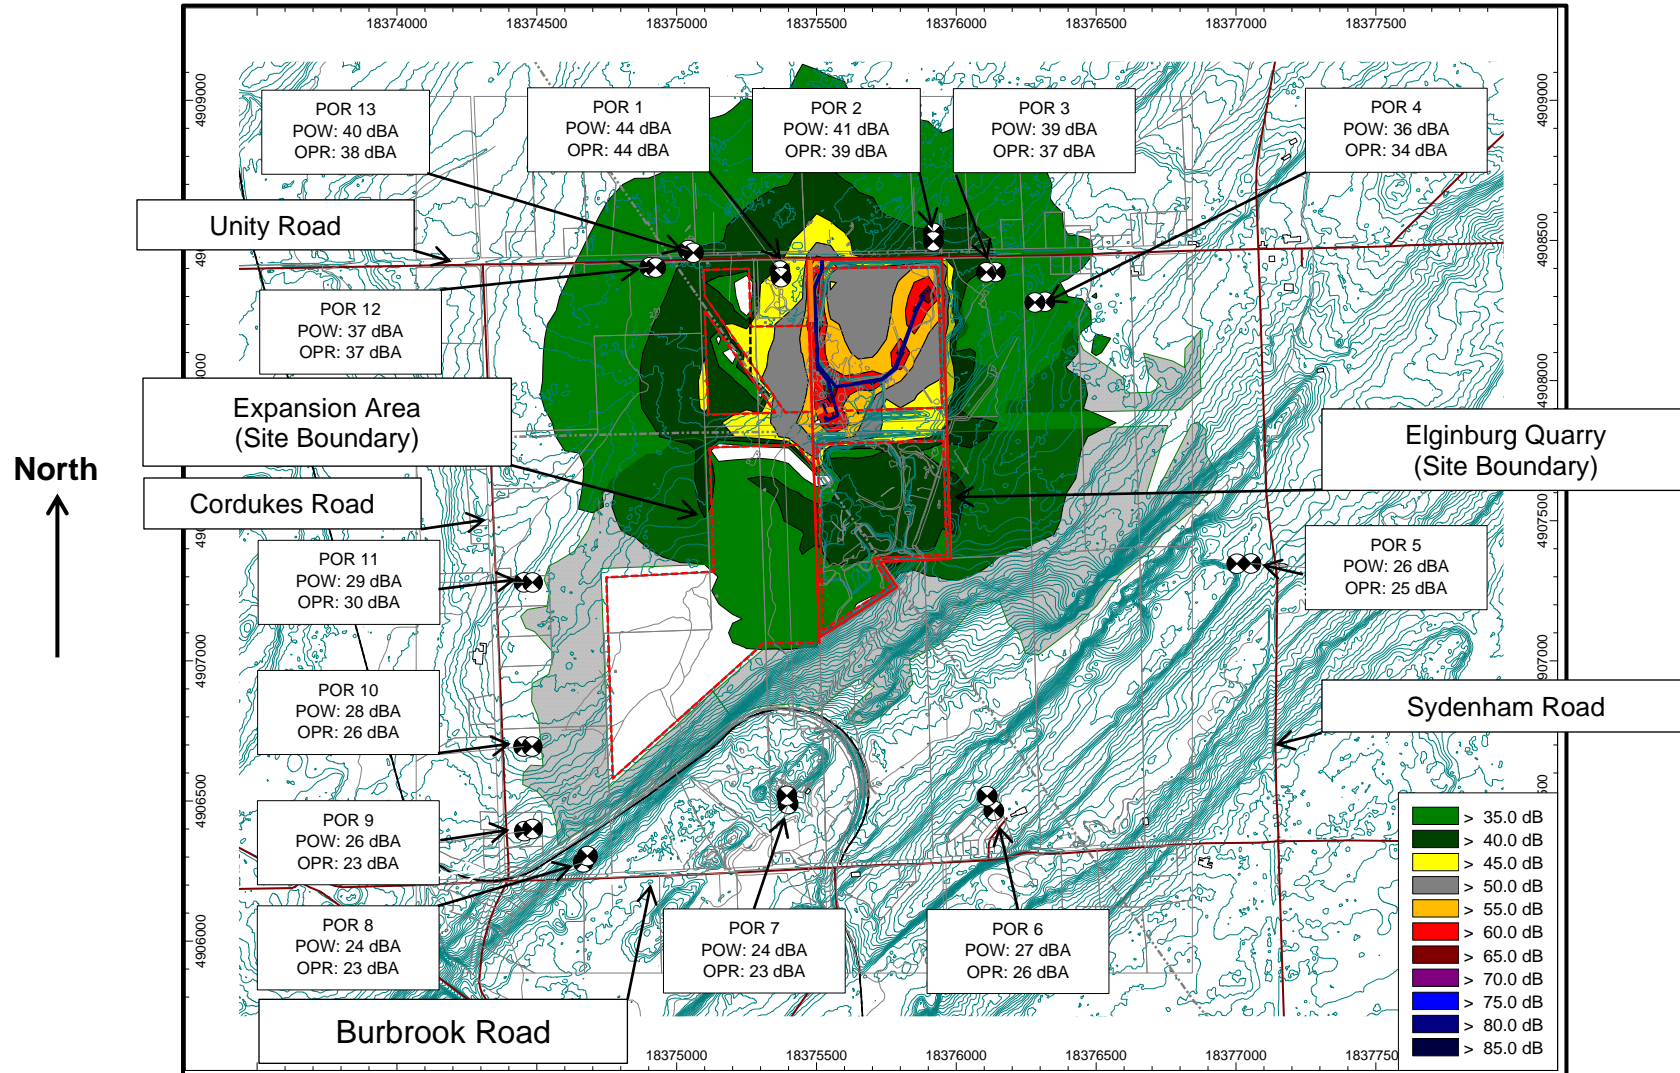 18374000
18374500
18375000
18375500
18376000
18376500
18377000
18377500
4909000
4909000
POR 13
POW: 40 dBA
OPR: 38 dBA
POR 1
POW: 44 dBA
OPR: 44 dBA
POR 2
POW: 41 dBA
OPR: 39 dBA
POR 3
POW: 39 dBA
OPR: 37 dBA
POR 4
POW: 36 dBA
OPR: 34 dBA
Unity Road
4908500
POR 12
POW: 37 dBA
OPR: 37 dBA
4908000
Expansion Area
(Site Boundary)
Elginburg Quarry
(Site Boundary)
North
Cordukes Road
4907500
POR 11
POW: 29 dBA
OPR: 30 dBA
POR 5
POW: 26 dBA
OPR: 25 dBA
4907000
4907000
POR 10
POW: 28 dBA
OPR: 26 dBA
Sydenham Road
4906500
POR 9
POW: 26 dBA
OPR: 23 dBA
POR 8
POW: 24 dBA
OPR: 23 dBA
POR 7
POW: 24 dBA
OPR: 23 dBA
POR 6
POW: 27 dBA
OPR: 26 dBA
4906000
Burbrook Road
> 35.0 dB
> 40.0 dB
> 45.0 dB
> 50.0 dB
> 55.0 dB
> 60.0 dB
> 65.0 dB
> 70.0 dB
> 75.0 dB
> 80.0 dB
> 85.0 dB
18375000
18375500
18376000
18376500
18377000